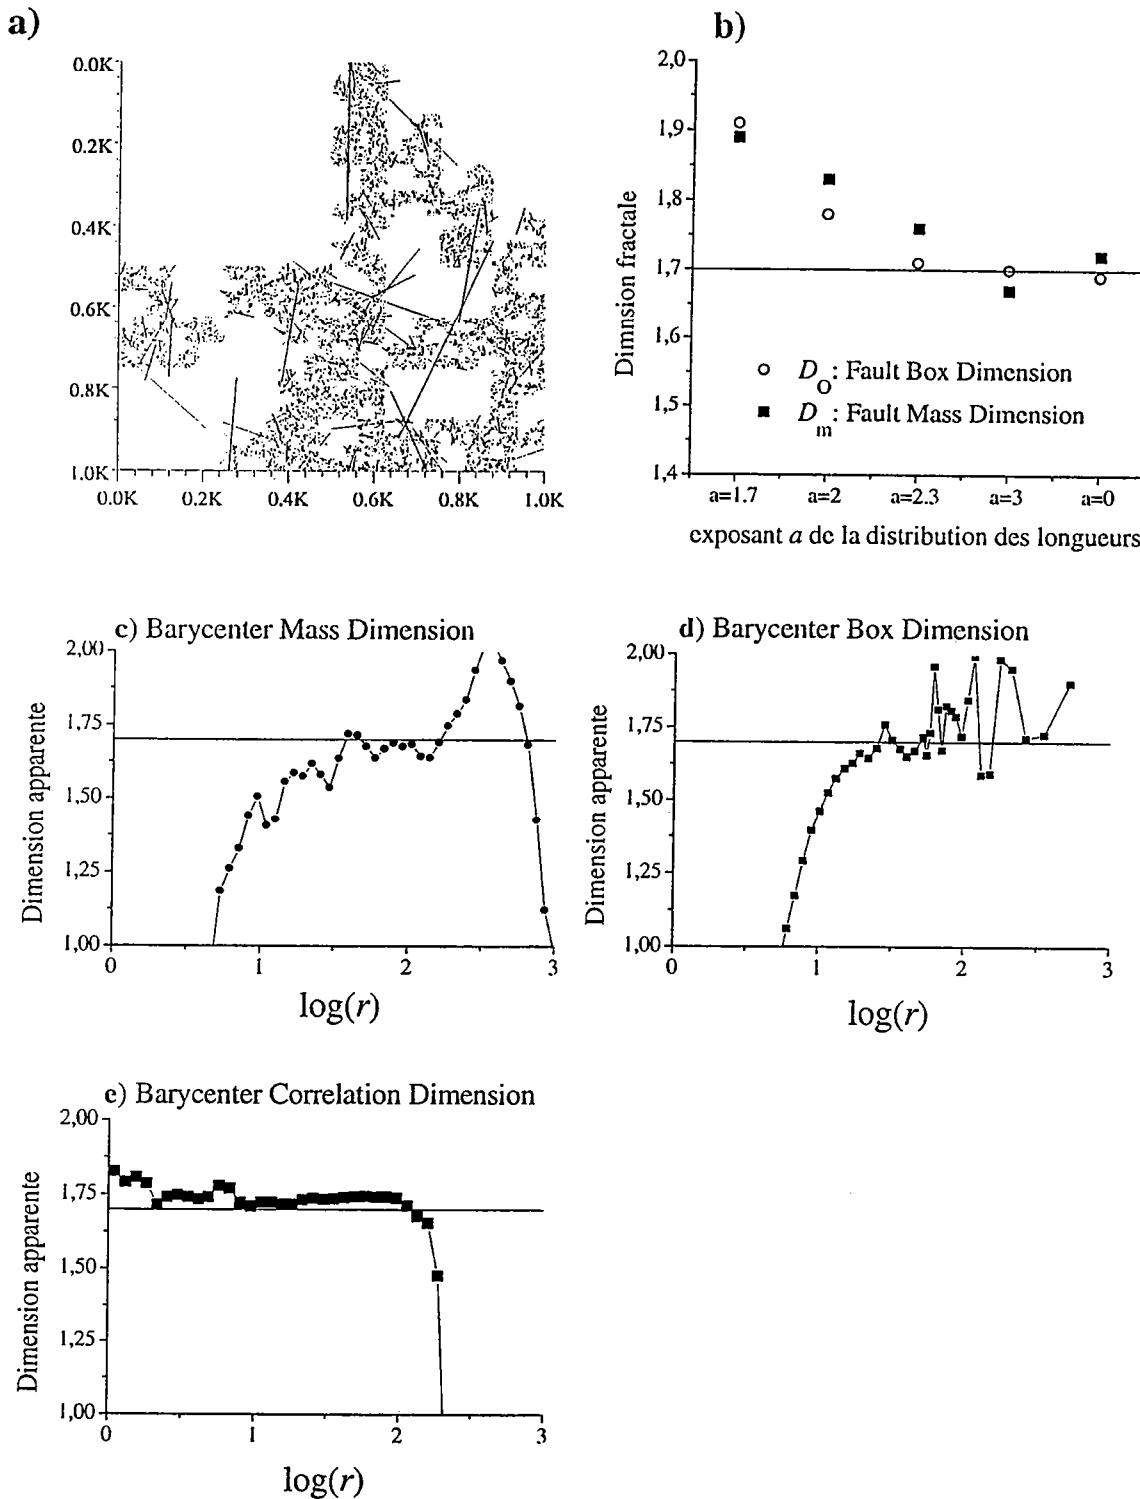 a)
0.0K
0.2K
0.4K
0.6K
0.8K
1.0K
0.0K 0.2K 0.4K 0.6K 0.8K 1.0K
b)
Dimnsion fractale
2,0
1,9
1,8
1,7
1,6
1,5
1,4
D_O: Fault Box Dimension
D_m: Fault Mass Dimension
a=1.7 a=2 a=2.3 a=3 a=0
exposant a de la distribution des longueurs
c) Barycenter Mass Dimension
Dimension apparente
2,00
1,75
1,50
1,25
1,00
0 1 2 3
log(r)
d) Barycenter Box Dimension
Dimension apparente
2,00
1,75
1,50
1,25
1,00
0 1 2 3
log(r)
e) Barycenter Correlation Dimension
Dimension apparente
2,00
1,75
1,50
1,25
1,00
0 1 2 3
log(r)